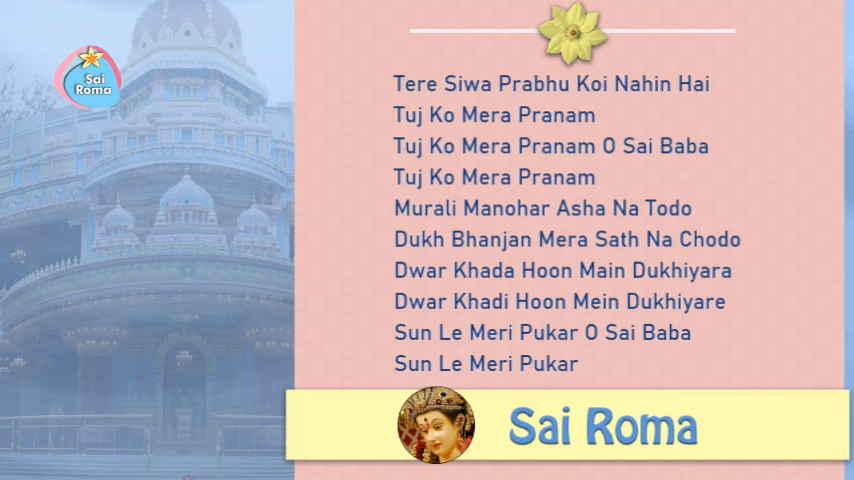 Sai
Roma
Tere Siwa Prabhu Koi Nahin Hai
Tuj Ko Mera Pranam
Tuj Ko Mera Pranam O Sai Baba
Tuj Ko Mera Pranam
Murali Manohar Asha Na Todo
Dukh Bhanjan Mera Sath Na Chodo
Dwar Khada Hoon Main Dukhiyara
Dwar Khadi Hoon Mein Dukhiyare
Sun Le Meri Pukar O Sai Baba
Sun Le Meri Pukar
Sai Roma